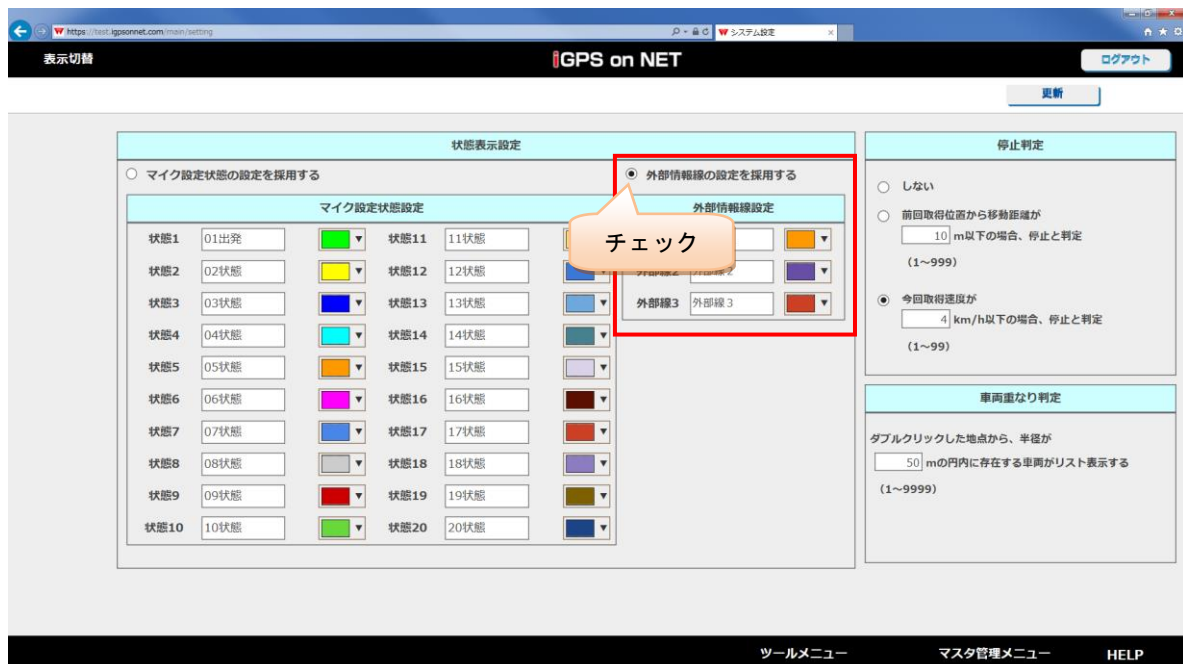 https://test.igpsonnet.com/main/setting
システム設定
表示切替
iGPS on NET
ログアウト
更新
状態表示設定
マイク設定状態の設定を採用する
外部情報線の設定を採用する
マイク設定状態設定
外部情報線設定
チェック
状態1 01出発 状態11 11状態
状態2 02状態 状態12 12状態 外部線2 外部線2
状態3 03状態 状態13 13状態 外部線3 外部線3
状態4 04状態 状態14 14状態
状態5 05状態 状態15 15状態
状態6 06状態 状態16 16状態
状態7 07状態 状態17 17状態
状態8 08状態 状態18 18状態
状態9 09状態 状態19 19状態
状態10 10状態 状態20 20状態
停止判定
しない
前回取得位置から移動距離が
10 m以下の場合、停止と判定
(1~999)
今回取得速度が
4 km/h以下の場合、停止と判定
(1~99)
車両重なり判定
ダブルクリックした地点から、半径が
50 mの円内に存在する車両がリスト表示する
(1~9999)
ツールメニュー
マスタ管理メニュー
HELP